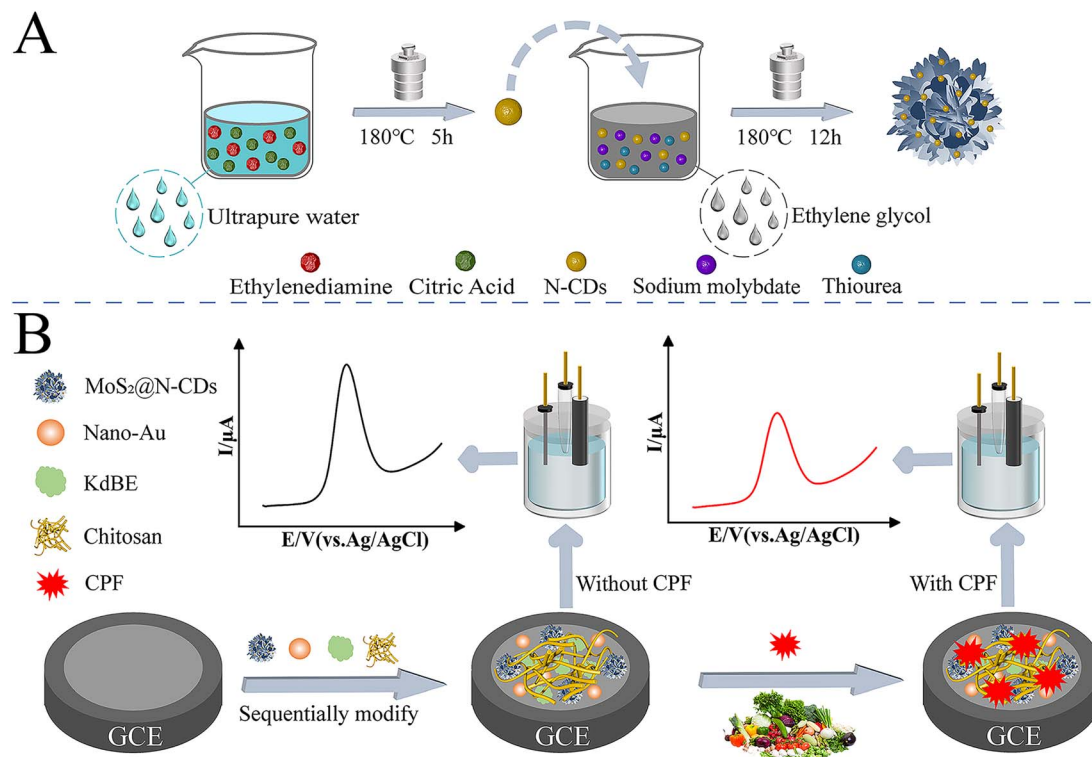 A
180℃ 5h
180℃ 12h
Ultrapure water
Ethylene glycol
Ethylenediamine
Citric Acid
N-CDs
Sodium molybdate
Thiourea
B
MoS₂@N-CDs
Nano-Au
KdBE
Chitosan
CPF
I/μA
E/V(vs.Ag/AgCl)
I/μA
E/V(vs.Ag/AgCl)
Without CPF
With CPF
GCE
Sequentially modify
GCE
GCE